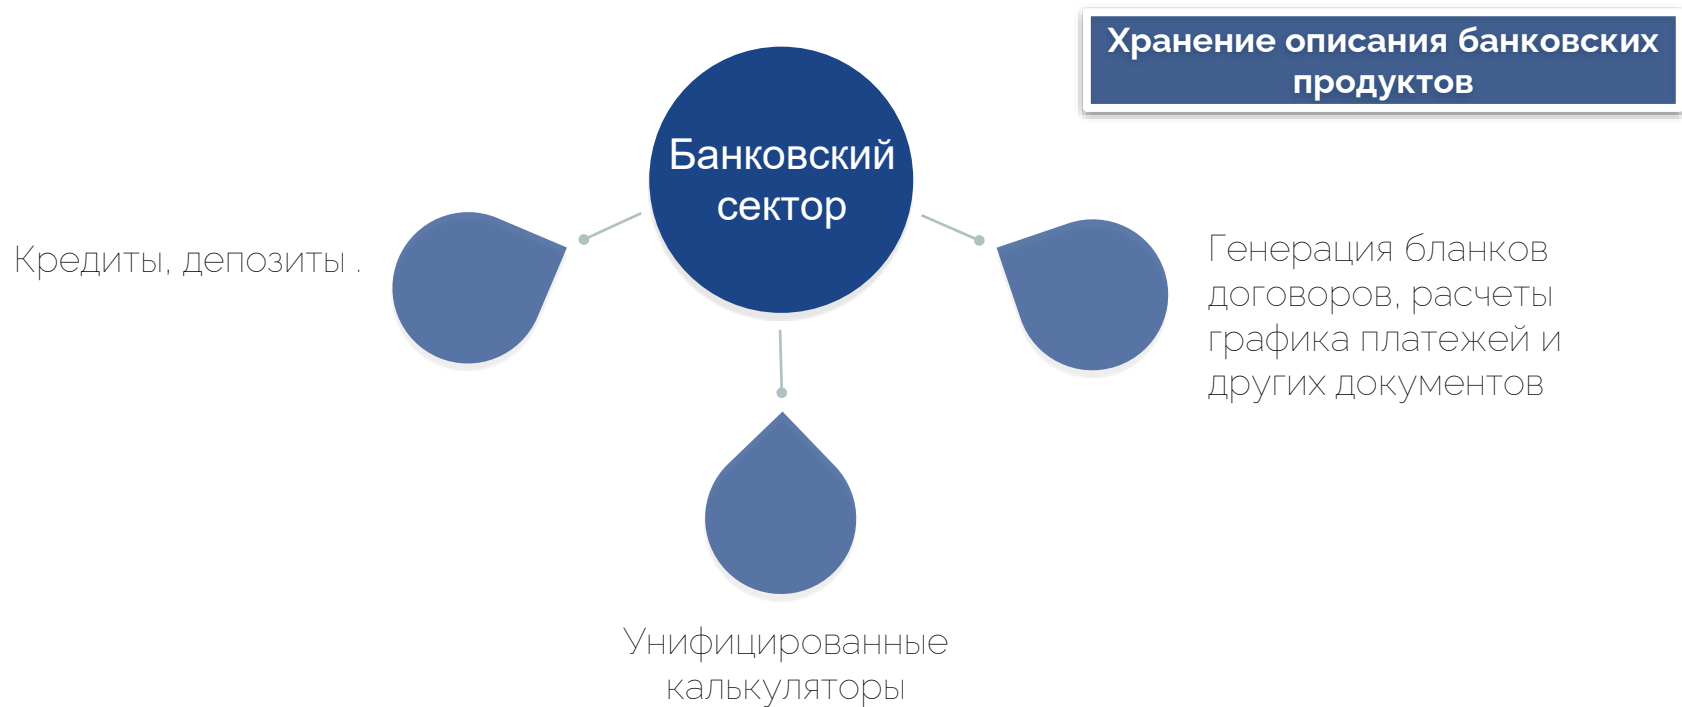 Хранение описания банковских
продуктов
Банковский
сектор
Кредиты, депозиты .
Генерация бланков
договоров, расчеты
графика платежей и
других документов
Унифицированные
калькуляторы